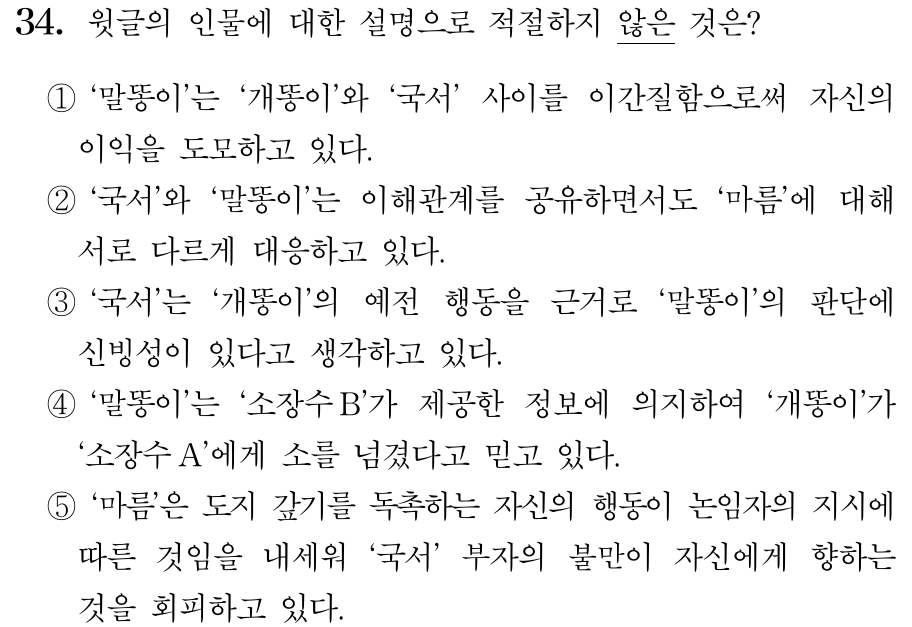 34. 윗글의 인물에 대한 설명으로 적절하지 않은 것은?
① ‘말똥이’는 ‘개똥이’와 ‘국서’ 사이를 이간질함으로써 자신의
이익을 도모하고 있다.
② ‘국서’와 ‘말똥이’는 이해관계를 공유하면서도 ‘마름’에 대해
서로 다르게 대응하고 있다.
③ ‘국서’는 ‘개똥이’의 예전 행동을 근거로 ‘말똥이’의 판단에
신빙성이 있다고 생각하고 있다.
④ ‘말똥이’는 ‘소장수 B’가 제공한 정보에 의지하여 ‘개똥이’가
‘소장수 A’에게 소를 넘겼다고 믿고 있다.
⑤ ‘마름’은 도지 갚기를 독촉하는 자신의 행동이 논임자의 지시에
따른 것임을 내세워 ‘국서’ 부자의 불만이 자신에게 향하는
것을 회피하고 있다.